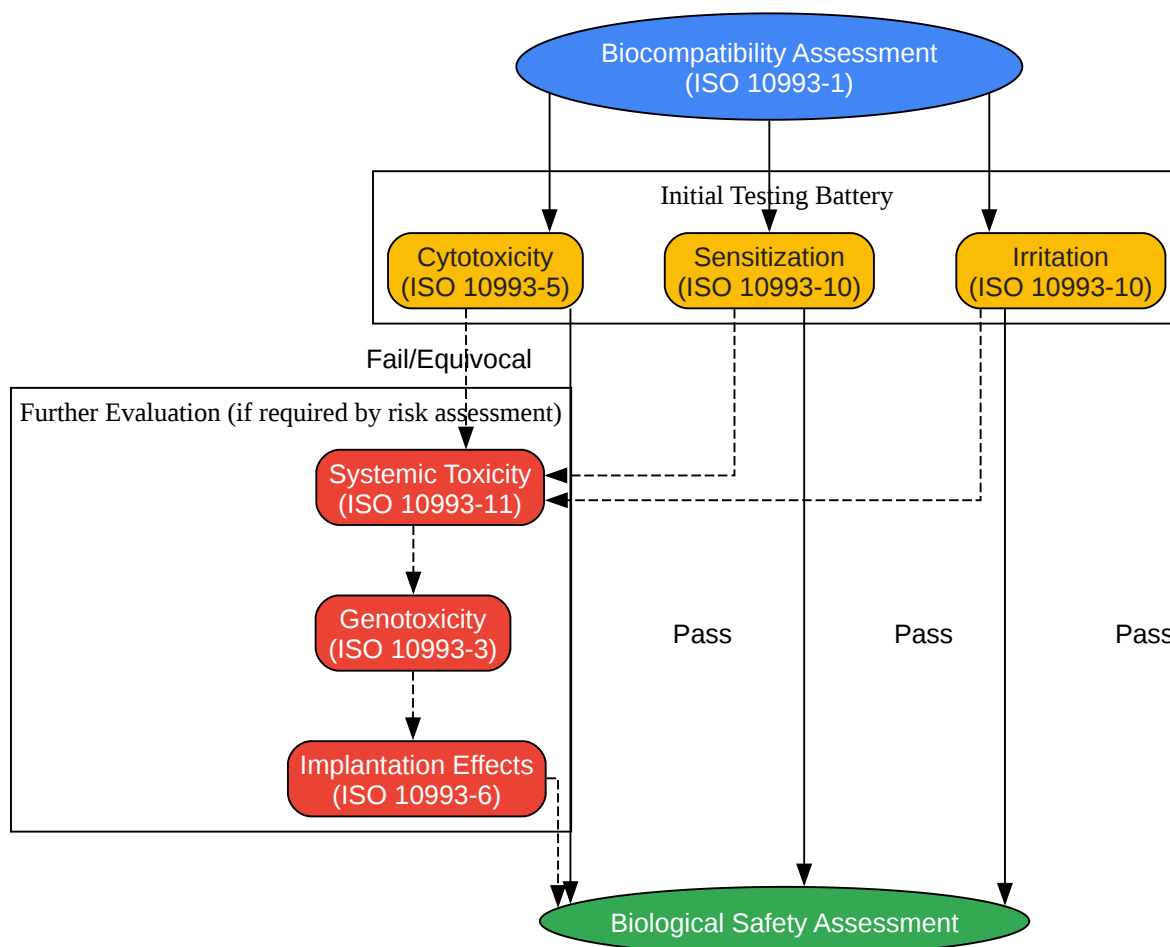 Biocompatibility Assessment
(ISO 10993-1)
Initial Testing Battery
Cytotoxicity
(ISO 10993-5)
Sensitization
(ISO 10993-10)
Irritation
(ISO 10993-10)
Fail/Equivocal
Further Evaluation (if required by risk assessment)
Systemic Toxicity
(ISO 10993-11)
Genotoxicity
(ISO 10993-3)
Pass
Pass
Pass
Implantation Effects
(ISO 10993-6)
Biological Safety Assessment